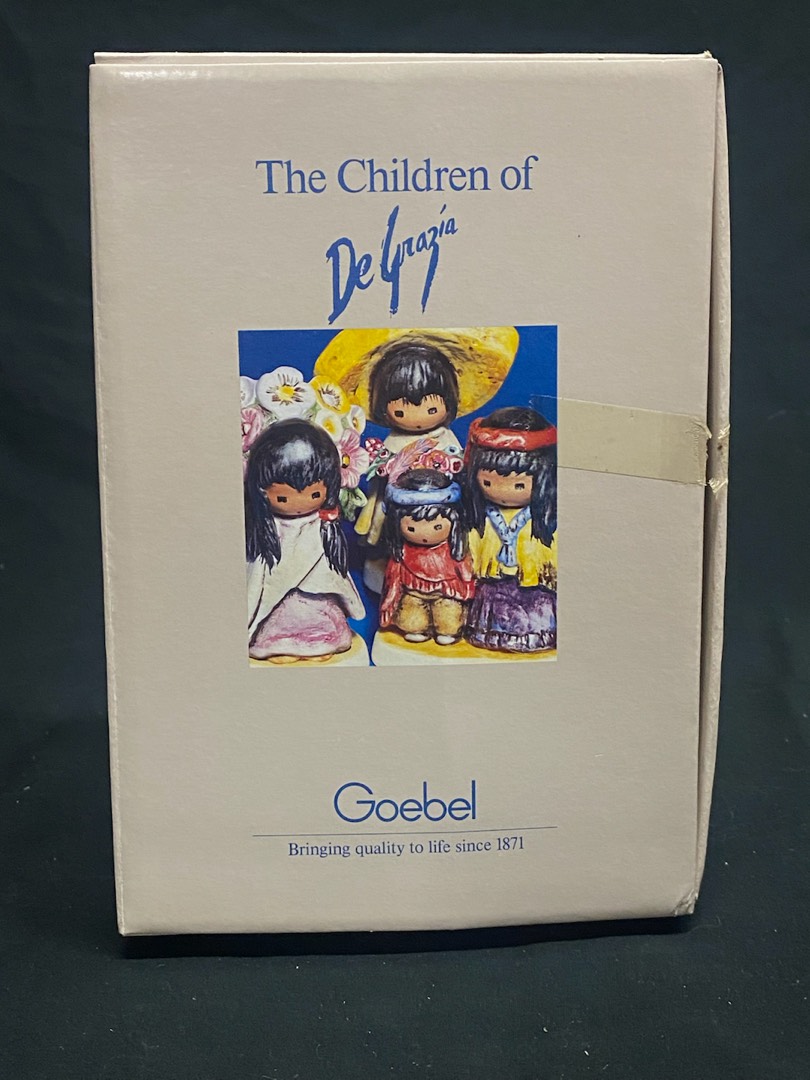 The Children of
De Grazia
Goebel
Bringing quality to life since 1871